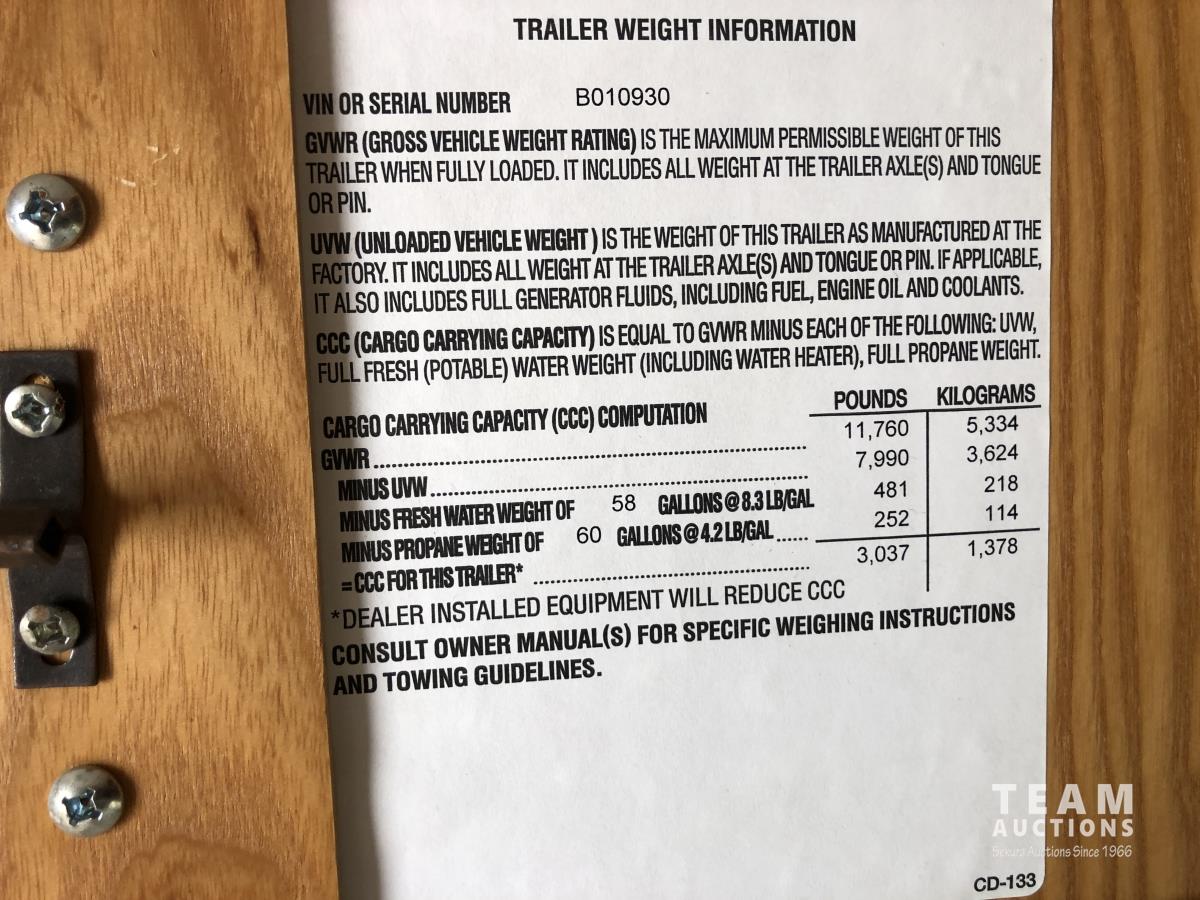 TRAILER WEIGHT INFORMATION
VIN OR SERIAL NUMBER B010930
GVWR (GROSS VEHICLE WEIGHT RATING) IS THE MAXIMUM PERMISSIBLE WEIGHT OF THIS
TRAILER WHEN FULLY LOADED. IT INCLUDES ALL WEIGHT AT THE TRAILER AXLE(S) AND TONGUE
OR PIN.
UVW (UNLOADED VEHICLE WEIGHT ) IS THE WEIGHT OF THIS TRAILER AS MANUFACTURED AT THE
FACTORY. IT INCLUDES ALL WEIGHT AT THE TRAILER AXLE(S) AND TONGUE OR PIN. IF APPLICABLE,
IT ALSO INCLUDES FULL GENERATOR FLUIDS, INCLUDING FUEL, ENGINE OIL AND COOLANTS.
CCC (CARGO CARRYING CAPACITY) IS EQUAL TO GVWR MINUS EACH OF THE FOLLOWING: UVW,
FULL FRESH (POTABLE) WATER WEIGHT (INCLUDING WATER HEATER), FULL PROPANE WEIGHT.
CARGO CARRYING CAPACITY (CCC) COMPUTATION POUNDS KILOGRAMS
GVWR 11,760 5,334
MINUS UVW 7,990 3,624
MINUS FRESH WATER WEIGHT OF 58 GALLONS @ 8.3 LB/GAL 481 218
MINUS PROPANE WEIGHT OF 60 GALLONS @ 4.2 LB/GAL ...... 252 114
= CCC FOR THIS TRAILER* 3,037 1,378
*DEALER INSTALLED EQUIPMENT WILL REDUCE CCC
CONSULT OWNER MANUAL(S) FOR SPECIFIC WEIGHING INSTRUCTIONS
AND TOWING GUIDELINES.
TEAM
AUCTIONS
Sekura Auctions Since 1966
CD-133